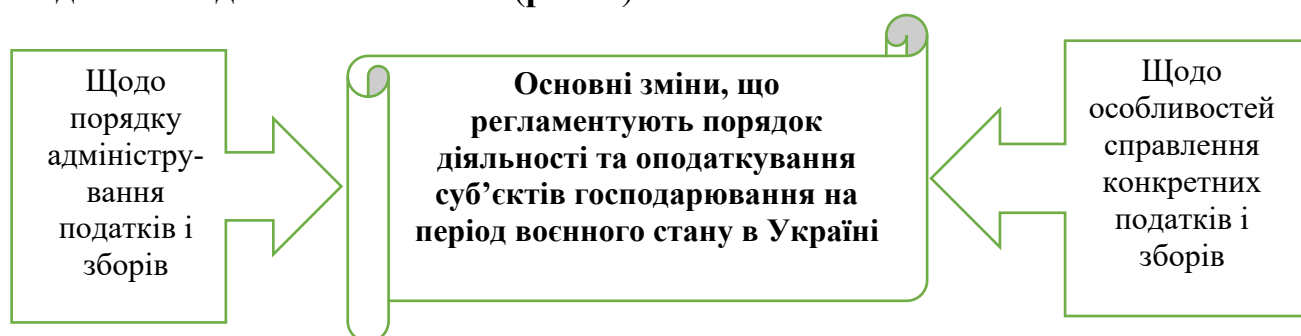 Щодо
порядку
адміністру-
вання
податків і
зборів
Основні зміни, що
регламентують порядок
діяльності та оподаткування
суб’єктів господарювання на
період воєнного стану в Україні
Щодо
особливостей
справлення
конкретних
податків і
зборів